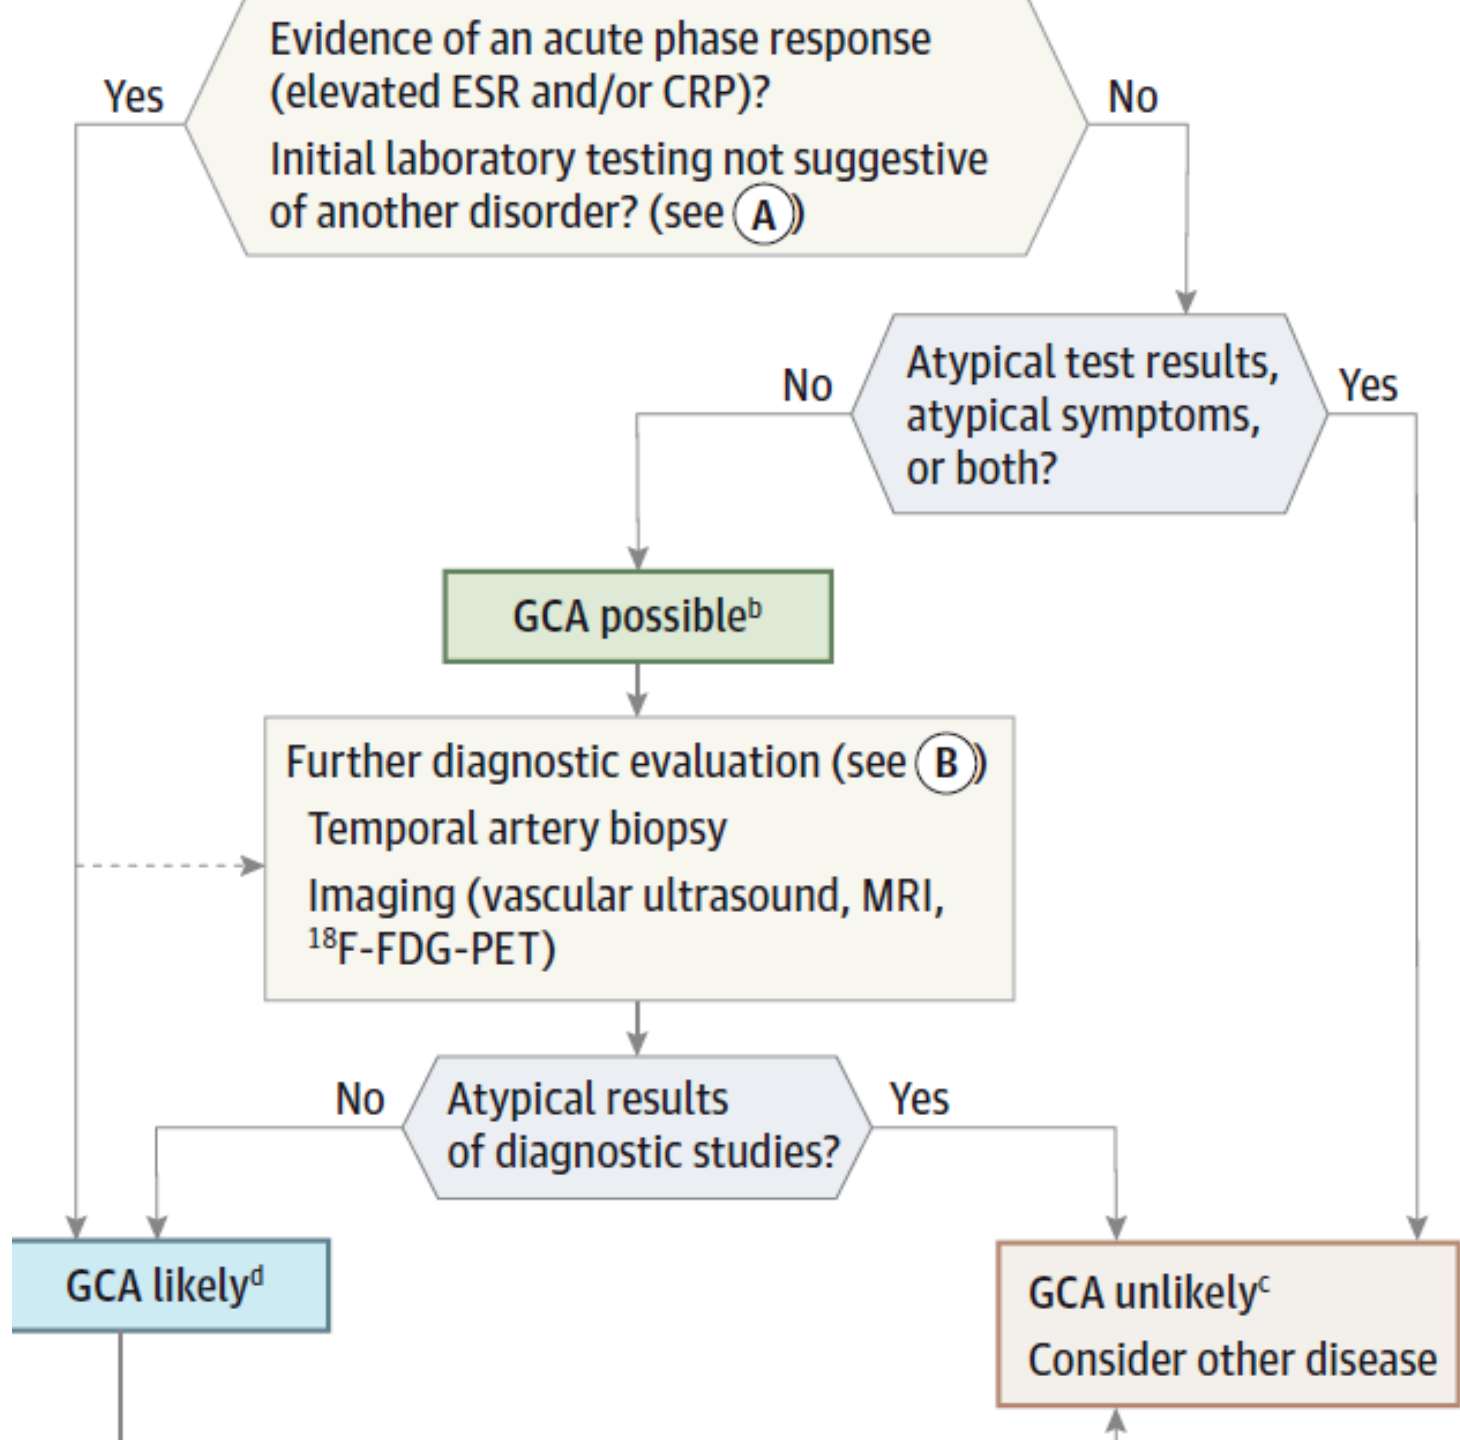 Evidence of an acute phase response
(elevated ESR and/or CRP)?
Initial laboratory testing not suggestive
of another disorder? (see A)
Yes
No
Atypical test results,
atypical symptoms,
or both?
No
Yes
GCA possibleᵇ
Further diagnostic evaluation (see B)
Temporal artery biopsy
Imaging (vascular ultrasound, MRI,
¹⁸F-FDG-PET)
Atypical results
of diagnostic studies?
No
Yes
GCA likelyᵈ
GCA unlikelyᶜ
Consider other disease